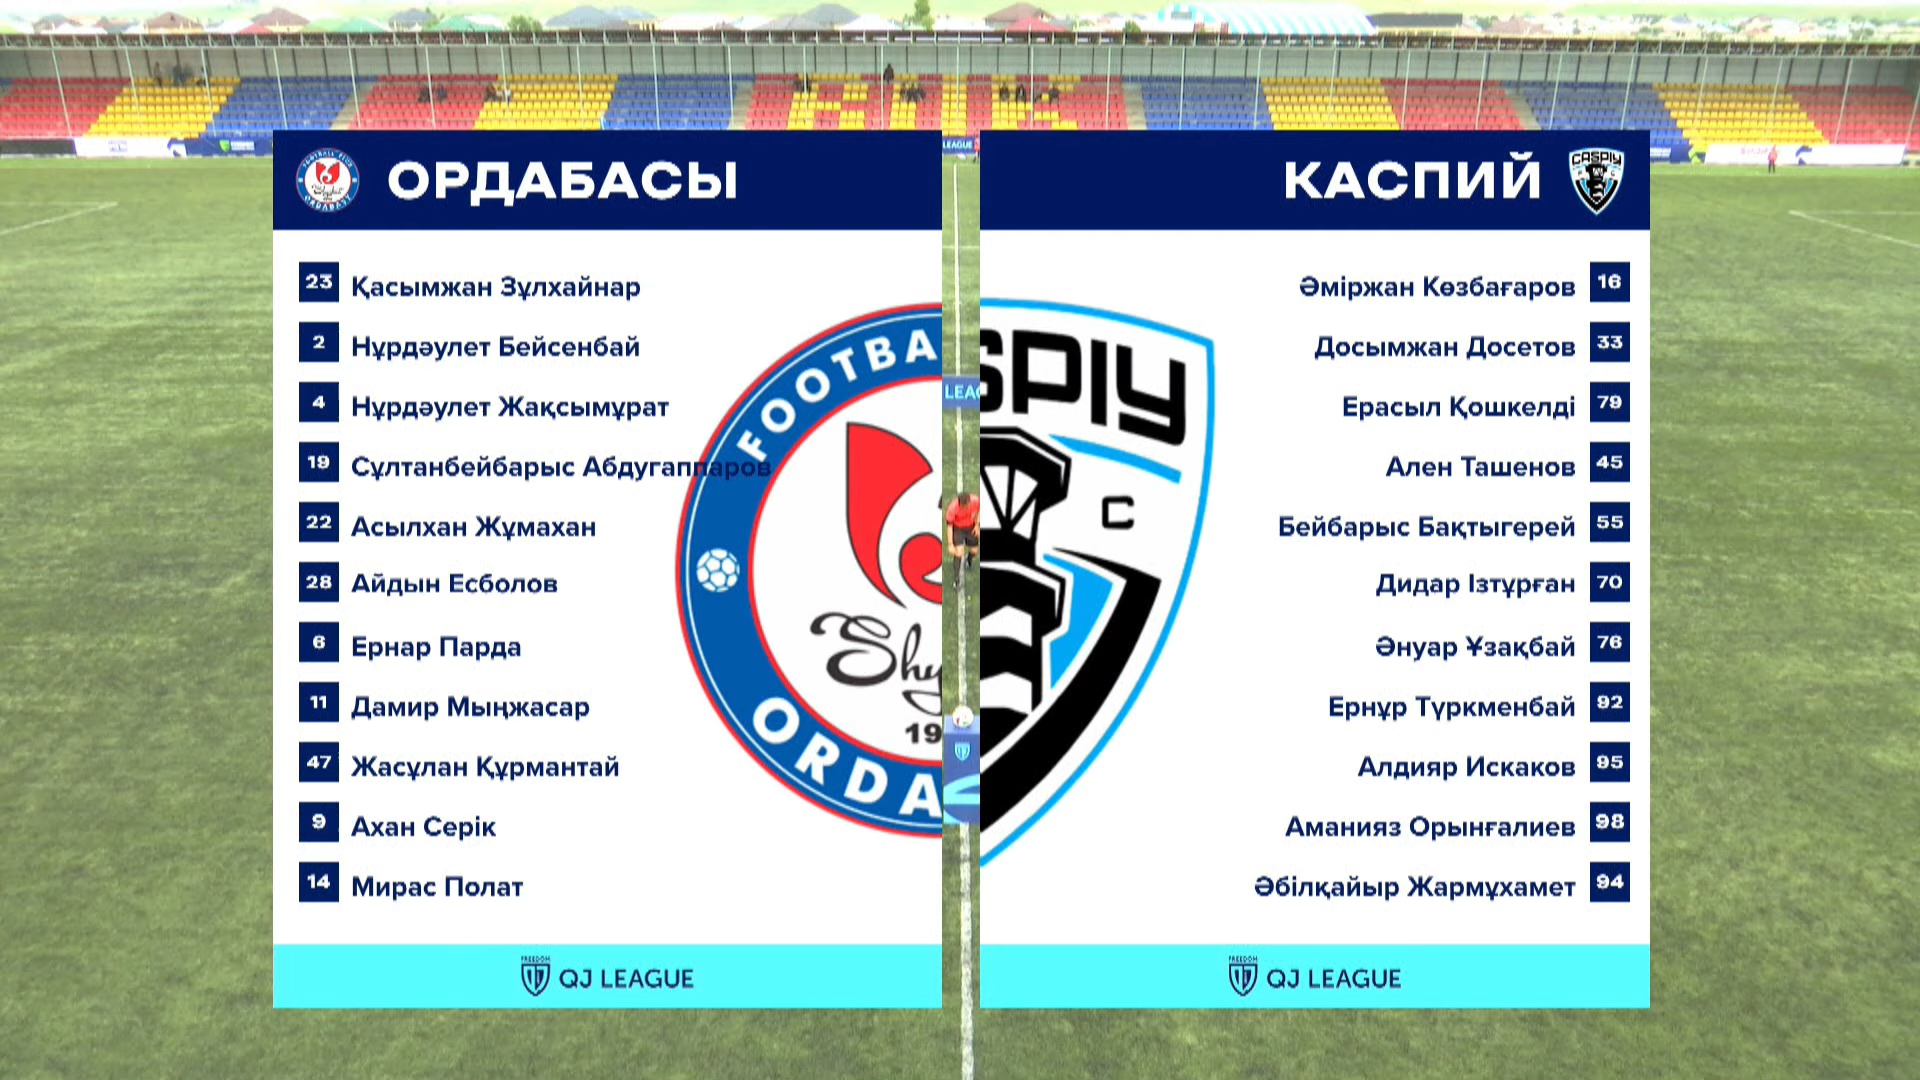 ОРДАБАСЫ
23 Қасымжан Зұлхайнар
2 Нұрдәулет Бейсенбай
4 Нұрдәулет Жақсымұрат
19 Сұлтанбейбарыс Абдугаппаров
22 Асылхан Жұмахан
28 Айдын Есболов
6 Ернар Парда
11 Дамир Мыңжасар
47 Жасұлан Құрмантай
9 Ахан Серік
14 Мирас Полат
FREEDOM
QJ LEAGUE
КАСПИЙ
CASPIY
Әміржан Көзбағаров 16
Досымжан Досетов 33
Ерасыл Қошкелді 79
Ален Ташенов 45
Бейбарыс Бақтыгерей 55
Дидар Ізтұрған 70
Әнуар Ұзақбай 76
Ернұр Түркменбай 92
Алдияр Искаков 95
Аманияз Орынғалиев 98
Әбілқайыр Жармұхамет 94
FREEDOM
QJ LEAGUE